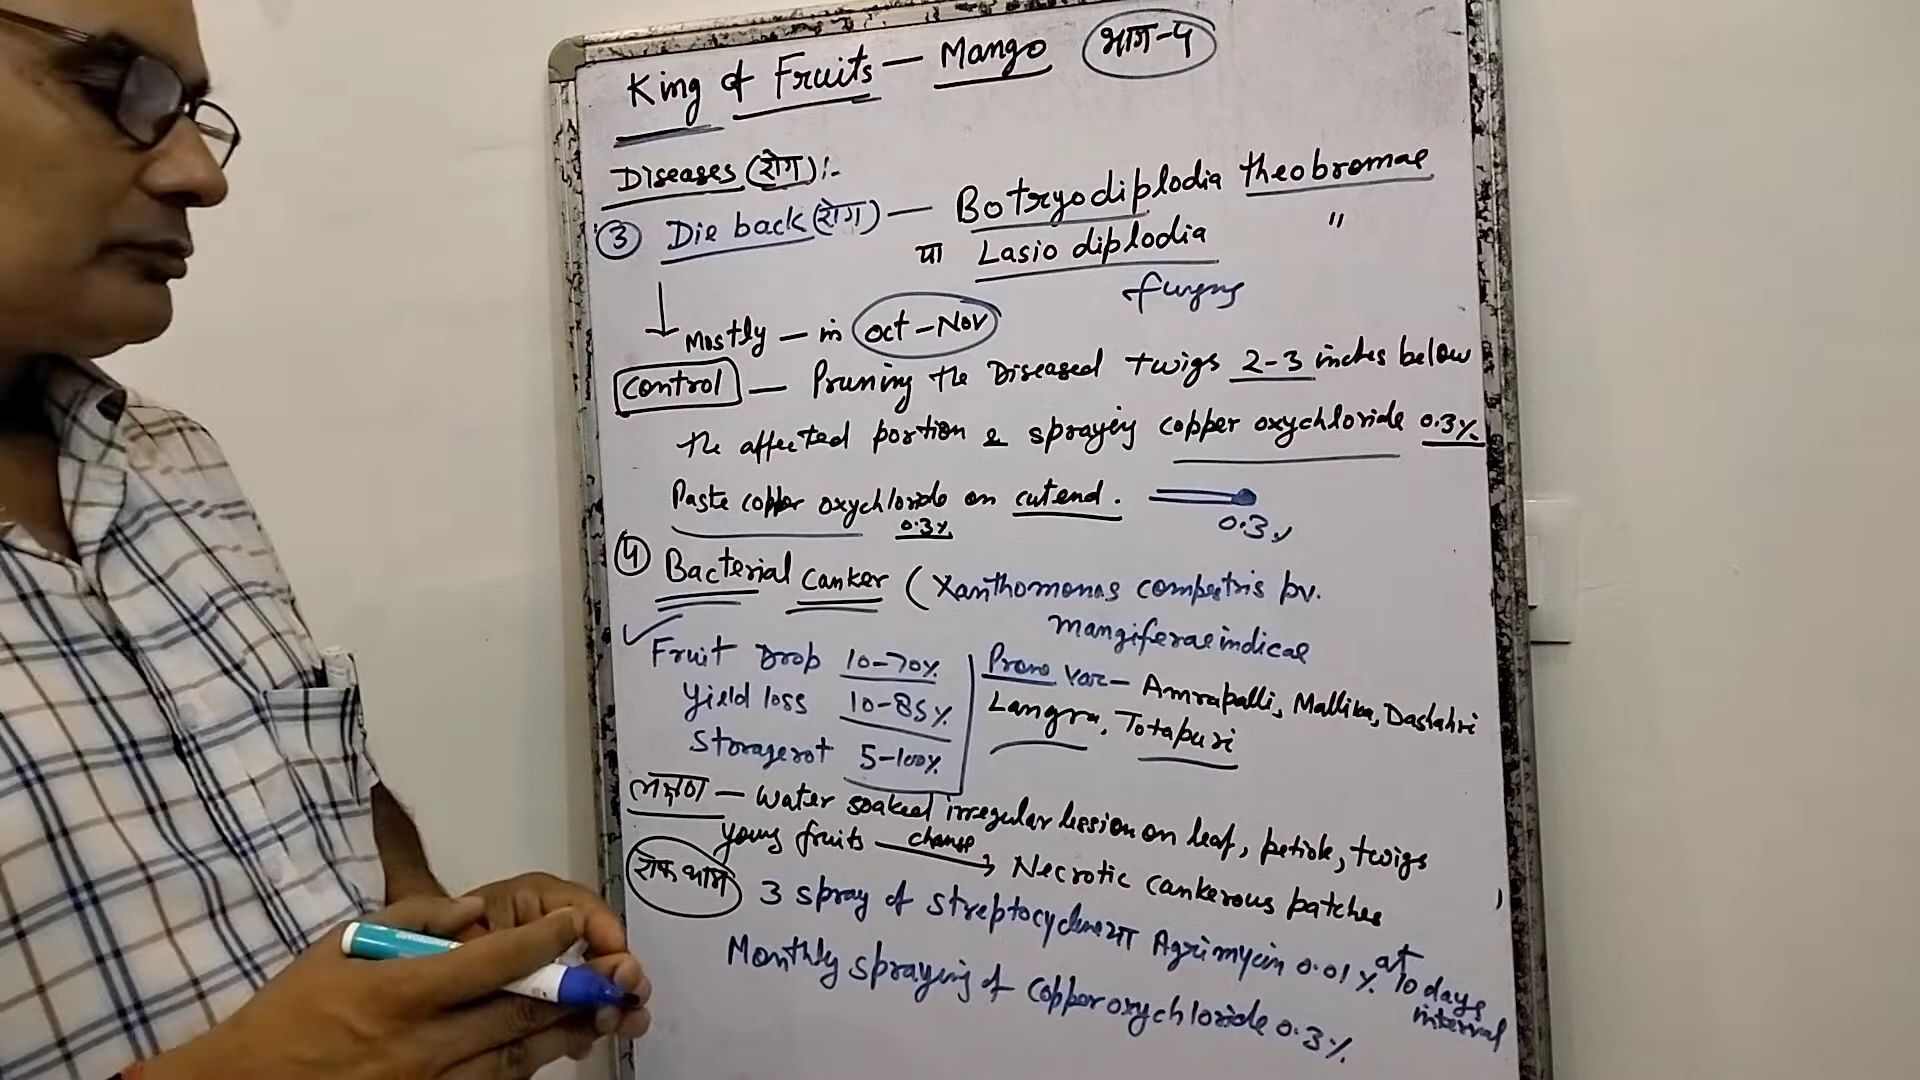 King of Fruits — Mango (भाग-5)
Diseases (रोग) :-
③ Die back (रोग) — Botryodiplodia theobromae
या Lasio diplodia "
fungus
Mostly — in Oct-Nov
Control — Pruning the Diseased twigs 2-3 inches below
the affected portion & spraying copper oxychloride 0.3%
Paste copper oxychloride on cut end.
0.3% 0.3%
④ Bacterial canker (Xanthomonas compestris pv.
mangiferaeindicae
Fruit Drop 10-70%
Yield loss 10-85%
Storage rot 5-100%
Prone var — Amrapalli, Mallika, Dashahri
Langra, Totapuri
लक्षण — Water soaked irregular lession on leaf, petiole, twigs,
young fruits change → Necrotic cankerous patches
रोकथाम 3 spray of streptocycline या Agrimycin 0.01% at 10 days interval
Monthly spraying of copper oxychloride 0.3%